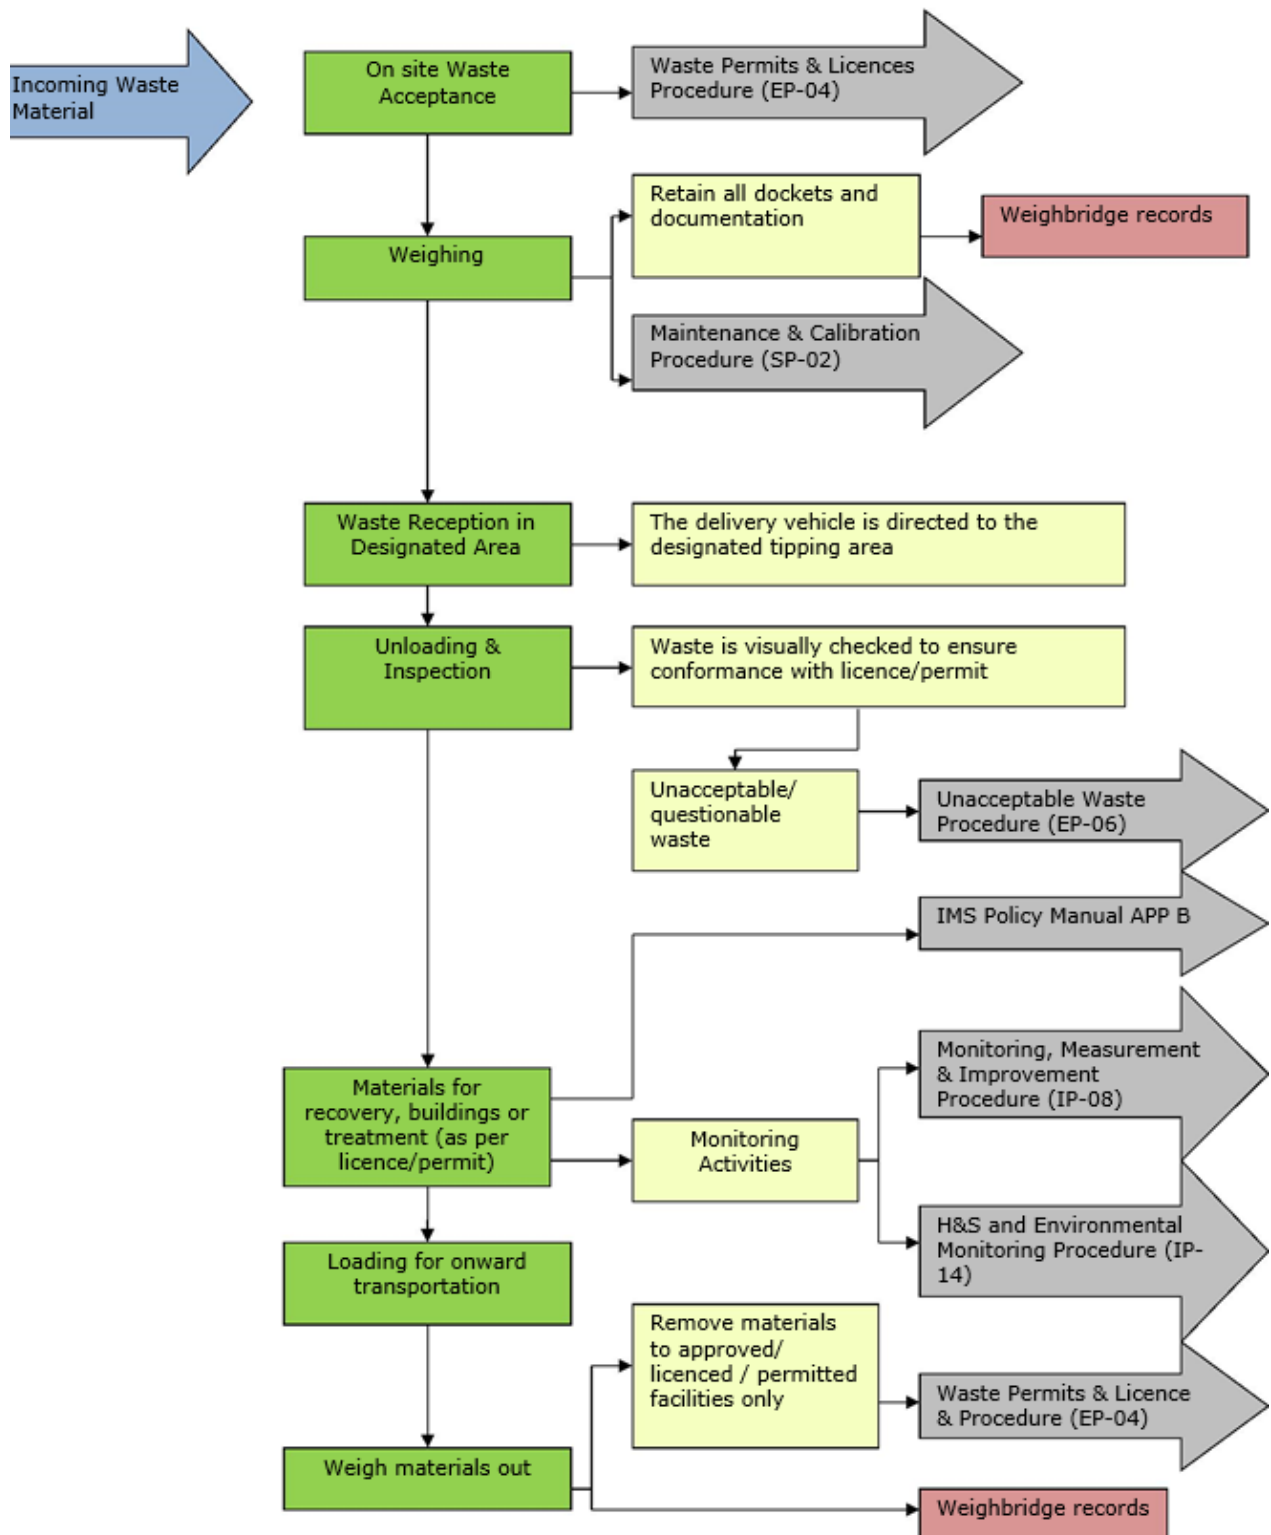 Incoming Waste
Material
On site Waste
Acceptance
Waste Permits & Licences
Procedure (EP-04)
Weighing
Retain all dockets and
documentation
Weighbridge records
Maintenance & Calibration
Procedure (SP-02)
Waste Reception in
Designated Area
The delivery vehicle is directed to the
designated tipping area
Unloading &
Inspection
Waste is visually checked to ensure
conformance with licence/permit
Unacceptable/
questionable
waste
Unacceptable Waste
Procedure (EP-06)
IMS Policy Manual APP B
Materials for
recovery, buildings or
treatment (as per
licence/permit)
Monitoring
Activities
Monitoring, Measurement
& Improvement
Procedure (IP-08)
H&S and Environmental
Monitoring Procedure (IP-
14)
Loading for onward
transportation
Remove materials
to approved/
licenced / permitted
facilities only
Waste Permits & Licence
& Procedure (EP-04)
Weigh materials out
Weighbridge records